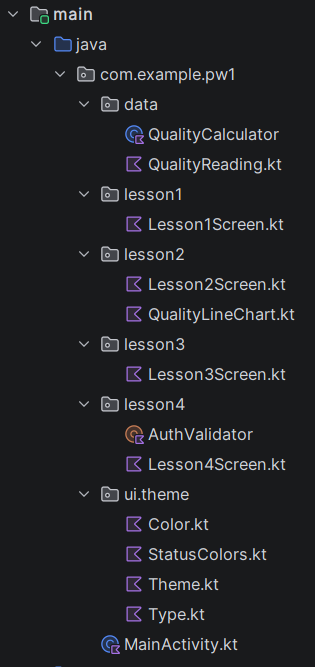 main
java
com.example.pw1
data
QualityCalculator
QualityReading.kt
lesson1
Lesson1Screen.kt
lesson2
Lesson2Screen.kt
QualityLineChart.kt
lesson3
Lesson3Screen.kt
lesson4
AuthValidator
Lesson4Screen.kt
ui.theme
Color.kt
StatusColors.kt
Theme.kt
Type.kt
MainActivity.kt